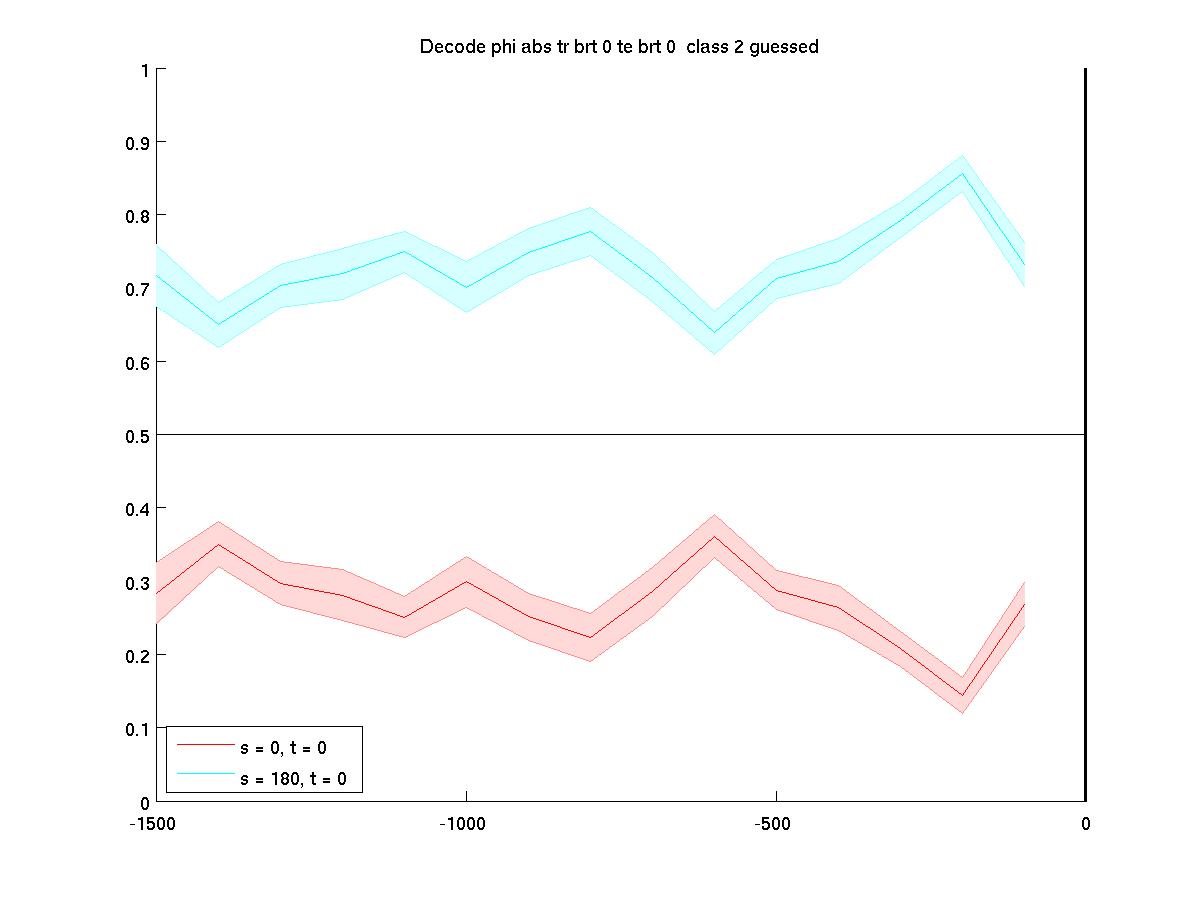 Decode phi abs tr brt 0 te brt 0  class 2 guessed
1
0.9
0.8
0.7
0.6
0.5
0.4
0.3
0.2
0.1
0
s = 0, t = 0
s = 180, t = 0
-1500 -1000 -500 0